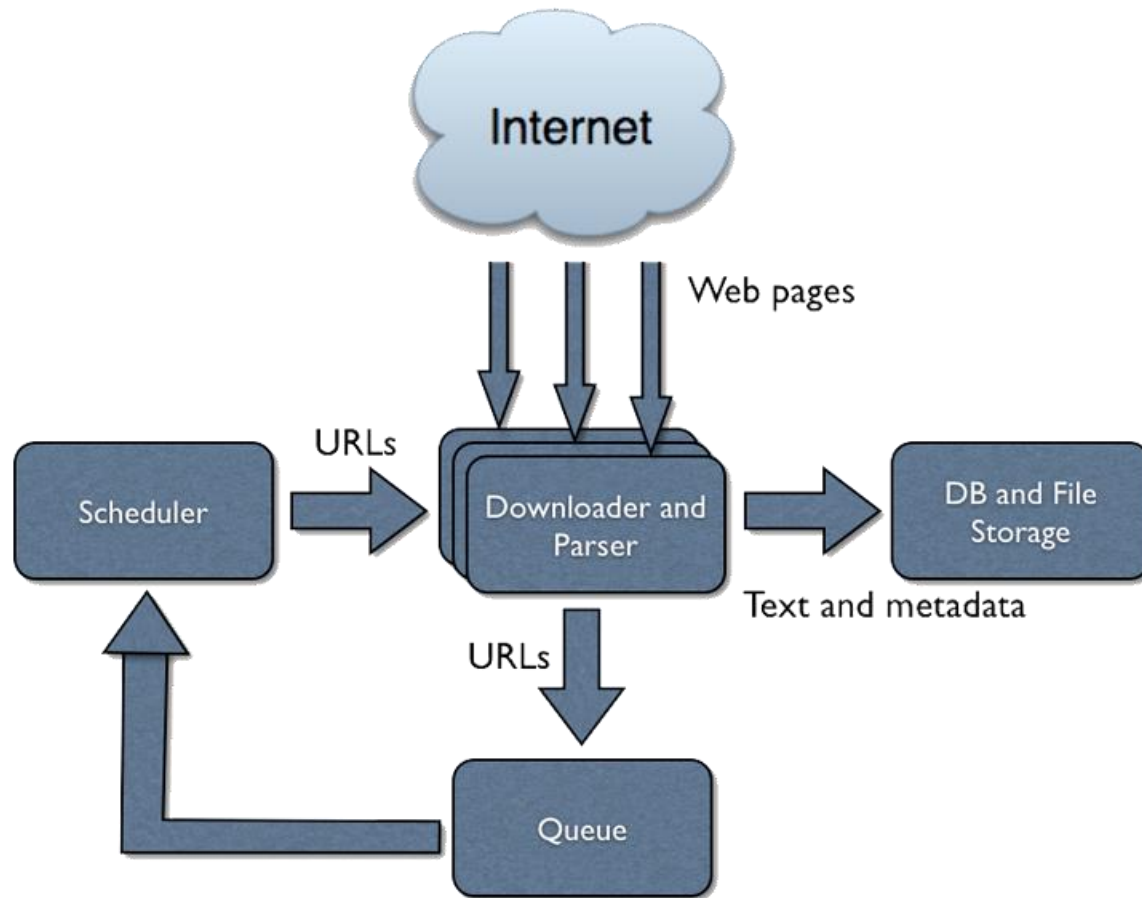 Internet
Web pages
URLs
Scheduler
Downloader and
Parser
DB and File
Storage
Text and metadata
URLs
Queue